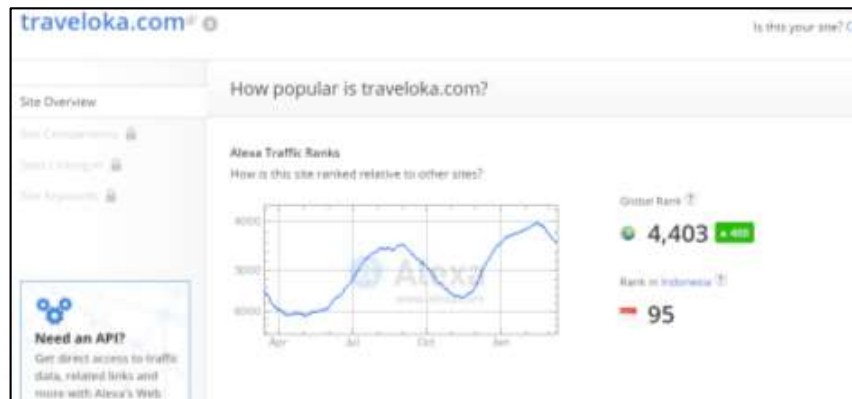 traveloka.com
Is this your site?
How popular is traveloka.com?
Site Overview
Alexa Traffic Ranks
How is this site ranked relative to other sites?
Global Rank ?
4,403
Rank in Indonesia ?
95
4000
5000
6000
Alexa
Apr Jul Oct Jan
Need an API?
Get direct access to traffic
data, related links and
more with Alexa's Web